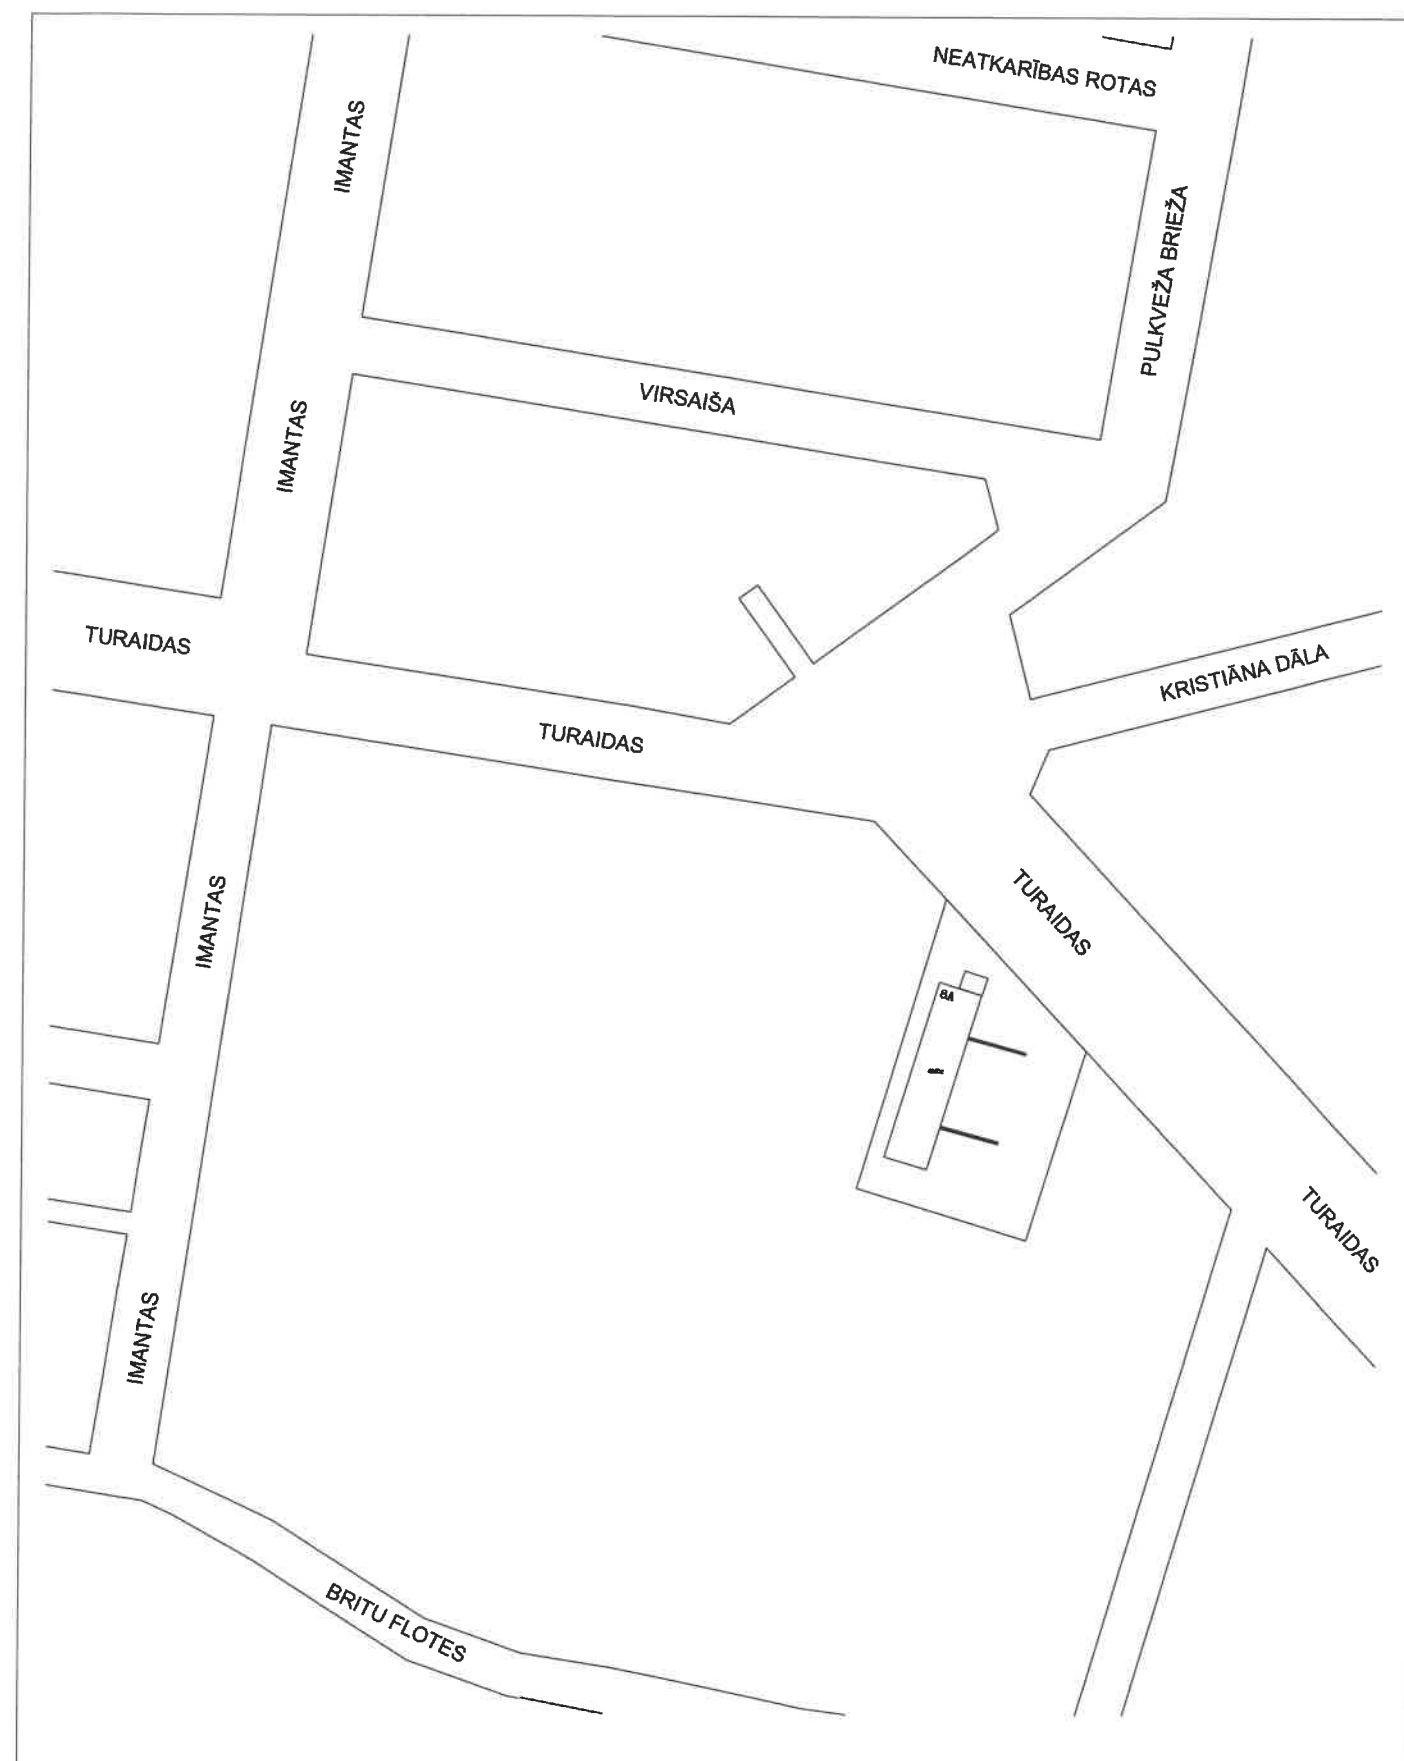 NEATKARĪBAS ROTAS
IMANTAS
PULKVEŽA BRIEŽA
VIRSAIŠA
IMANTAS
TURAIDAS
KRISTIĀNA DĀLA
TURAIDAS
TURAIDAS
IMANTAS
8A
TURAIDAS
IMANTAS
BRITU FLOTES